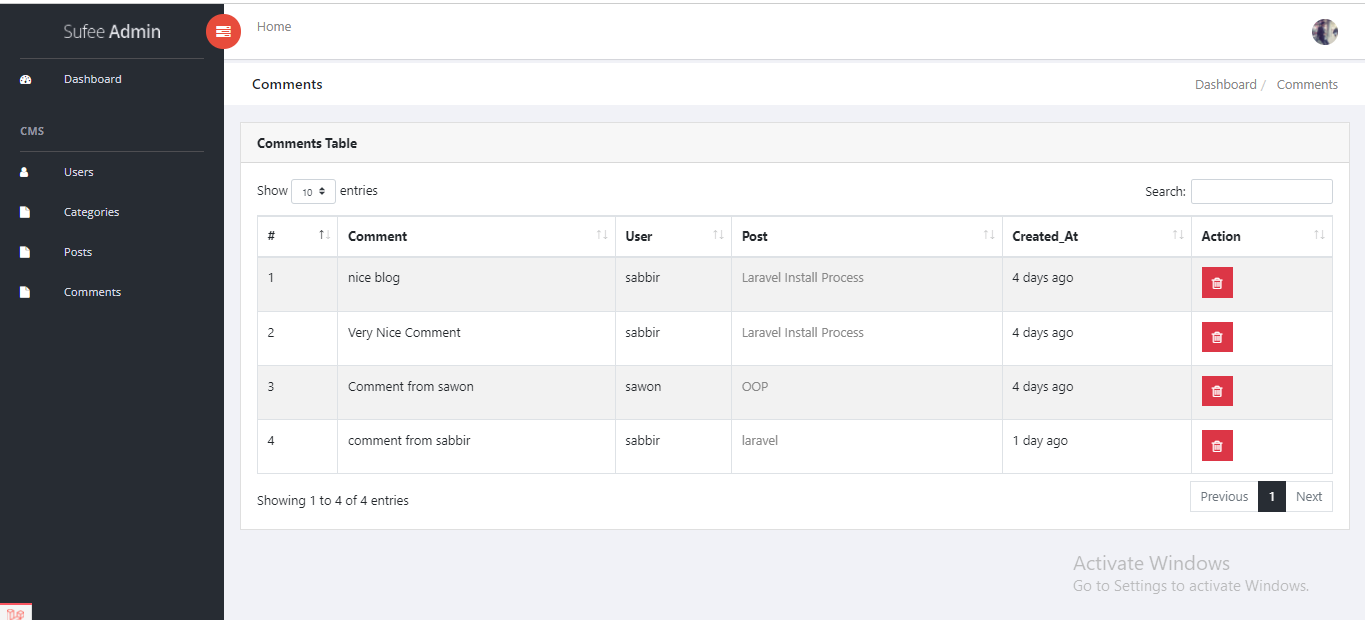 Sufee Admin
Home
Dashboard
CMS
Users
Categories
Posts
Comments
Comments
Dashboard / Comments
Comments Table
Show 10 entries
Search:
# Comment User Post Created_At Action
1 nice blog sabbir Laravel Install Process 4 days ago
2 Very Nice Comment sabbir Laravel Install Process 4 days ago
3 Comment from sawon sawon OOP 4 days ago
4 comment from sabbir sabbir laravel 1 day ago
Showing 1 to 4 of 4 entries
Previous 1 Next
Activate Windows
Go to Settings to activate Windows.